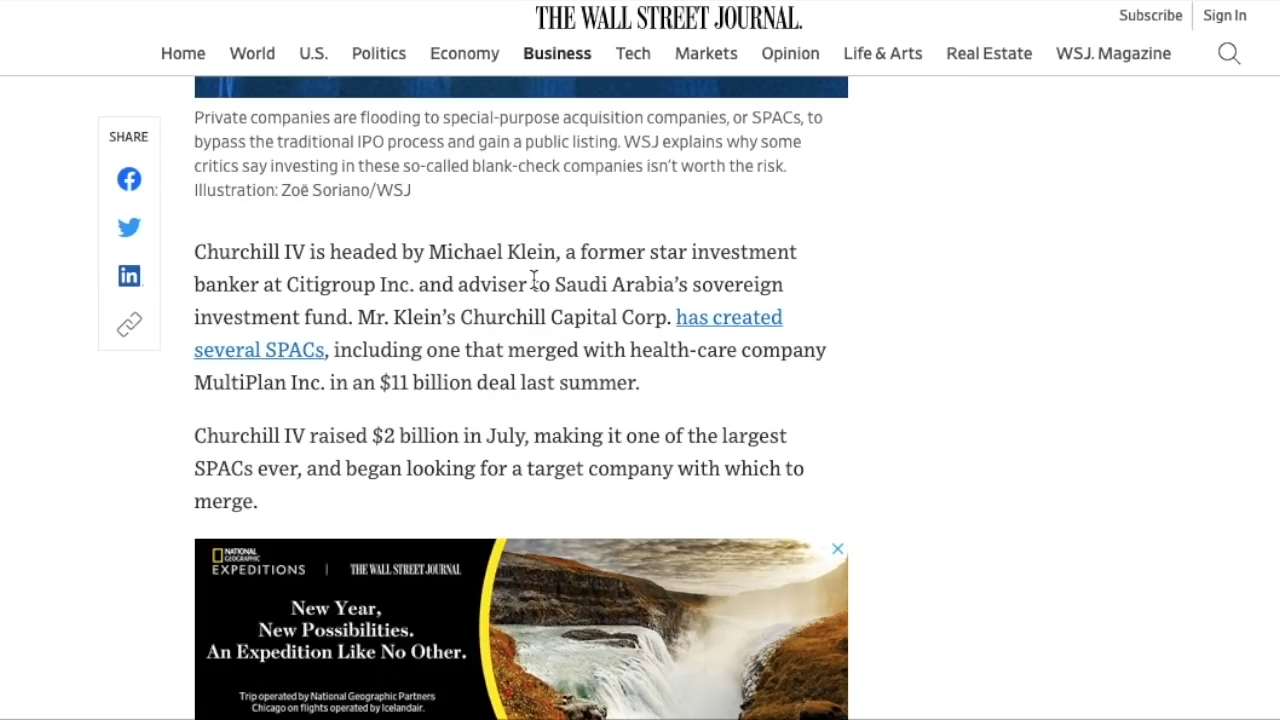 THE WALL STREET JOURNAL.
Subscribe Sign In
Home World U.S. Politics Economy Business Tech Markets Opinion Life & Arts Real Estate WSJ. Magazine
SHARE
Private companies are flooding to special-purpose acquisition companies, or SPACs, to
bypass the traditional IPO process and gain a public listing. WSJ explains why some
critics say investing in these so-called blank-check companies isn't worth the risk.
Illustration: Zoë Soriano/WSJ
Churchill IV is headed by Michael Klein, a former star investment
banker at Citigroup Inc. and adviser to Saudi Arabia's sovereign
investment fund. Mr. Klein's Churchill Capital Corp. has created
several SPACs, including one that merged with health-care company
MultiPlan Inc. in an $11 billion deal last summer.
Churchill IV raised $2 billion in July, making it one of the largest
SPACs ever, and began looking for a target company with which to
merge.
NATIONAL
GEOGRAPHIC
EXPEDITIONS | THE WALL STREET JOURNAL
New Year,
New Possibilities.
An Expedition Like No Other.
Trip operated by National Geographic Partners
Chicago on flights operated by Icelandair.